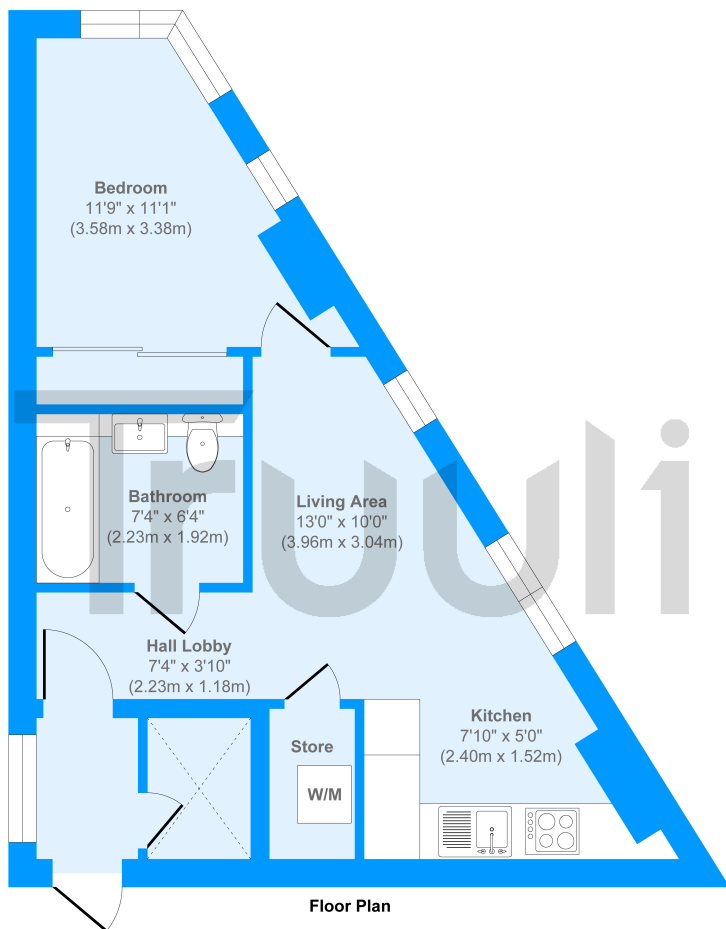 Bedroom
11'9" x 11'1"
(3.58m x 3.38m)
Truuli
Bathroom
7'4" x 6'4"
(2.23m x 1.92m)
Living Area
13'0" x 10'0"
(3.96m x 3.04m)
Hall Lobby
7'4" x 3'10"
(2.23m x 1.18m)
Kitchen
7'10" x 5'0"
(2.40m x 1.52m)
Store
W/M
Floor Plan